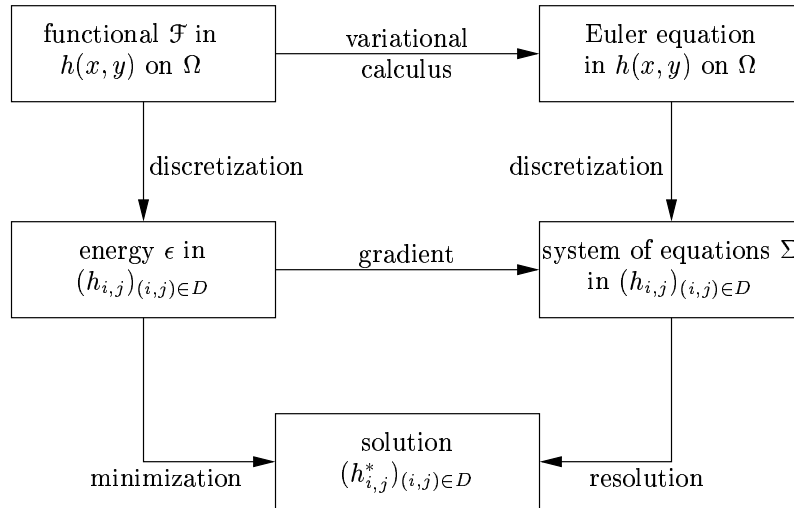 functional ℱ in
h(x, y) on Ω
variational
calculus
Euler equation
in h(x, y) on Ω
discretization
discretization
energy ϵ in
(h_{i,j})_{(i,j)∈D}
gradient
system of equations Σ
in (h_{i,j})_{(i,j)∈D}
solution
(h^*_{i,j})_{(i,j)∈D}
minimization
resolution